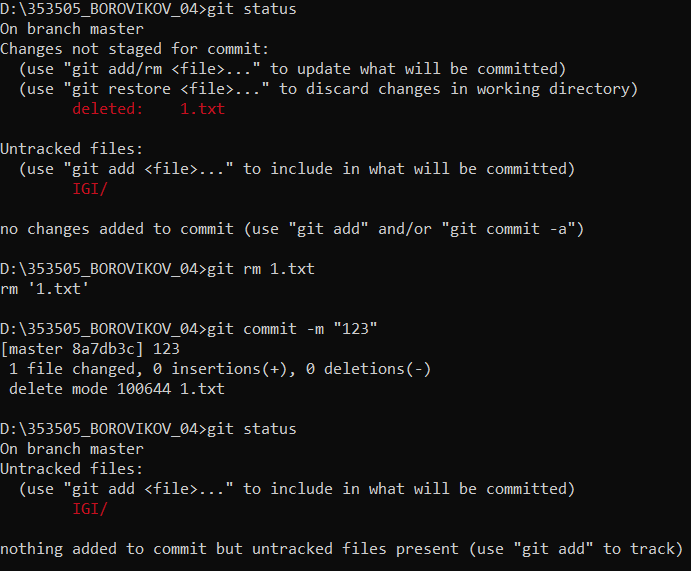 D:\353505_BOROVIKOV_04>git status
On branch master
Changes not staged for commit:
  (use "git add/rm <file>..." to update what will be committed)
  (use "git restore <file>..." to discard changes in working directory)
        deleted:    1.txt

Untracked files:
  (use "git add <file>..." to include in what will be committed)
        IGI/

no changes added to commit (use "git add" and/or "git commit -a")

D:\353505_BOROVIKOV_04>git rm 1.txt
rm '1.txt'

D:\353505_BOROVIKOV_04>git commit -m "123"
[master 8a7db3c] 123
 1 file changed, 0 insertions(+), 0 deletions(-)
 delete mode 100644 1.txt

D:\353505_BOROVIKOV_04>git status
On branch master
Untracked files:
  (use "git add <file>..." to include in what will be committed)
        IGI/

nothing added to commit but untracked files present (use "git add" to track)